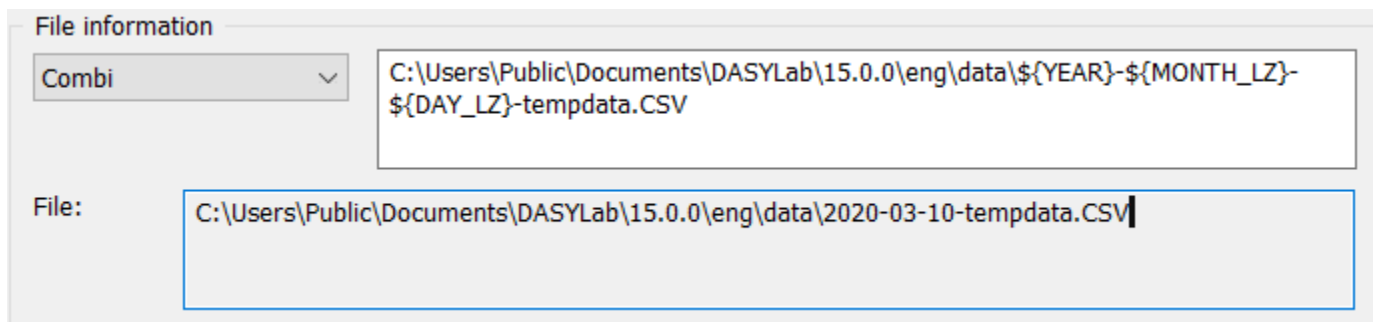 File information
Combi
C:\Users\Public\Documents\DASYLab\15.0.0\eng\data\${YEAR}-${MONTH_LZ}-
${DAY_LZ}-tempdata.CSV
File:
C:\Users\Public\Documents\DASYLab\15.0.0\eng\data\2020-03-10-tempdata.CSV